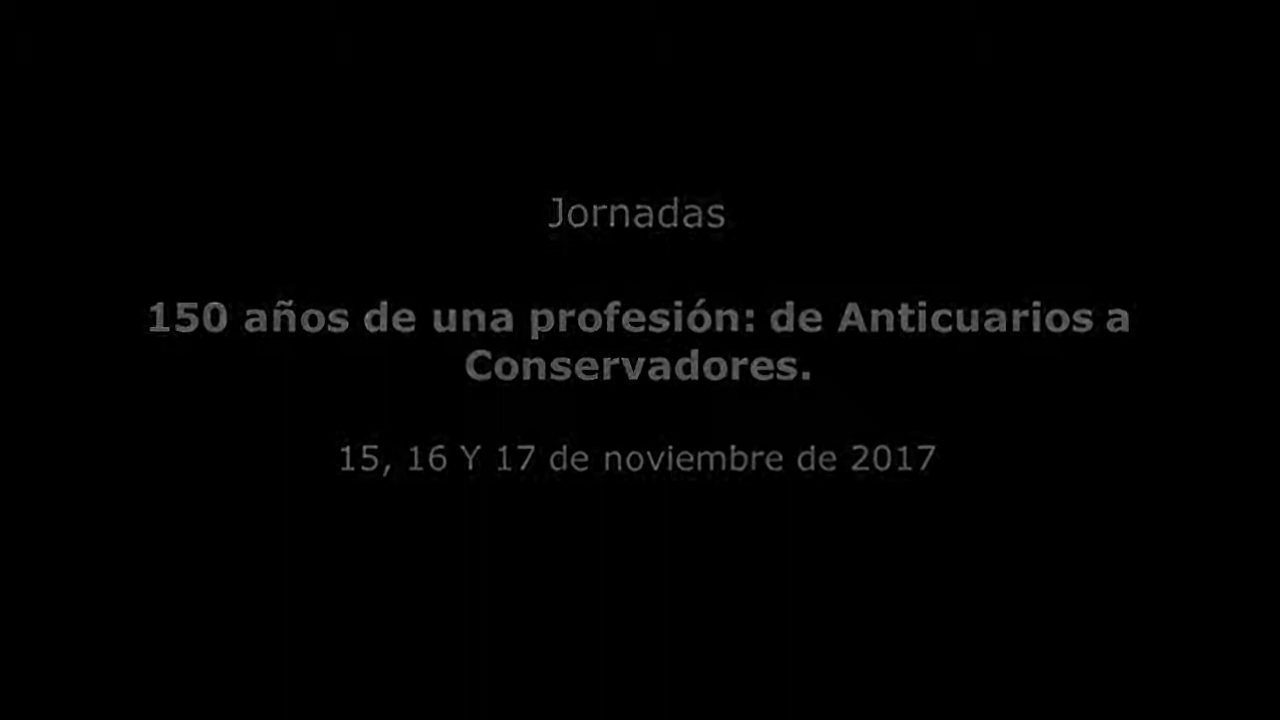 Jornadas
150 años de una profesión: de Anticuarios a
Conservadores.
15, 16 Y 17 de noviembre de 2017